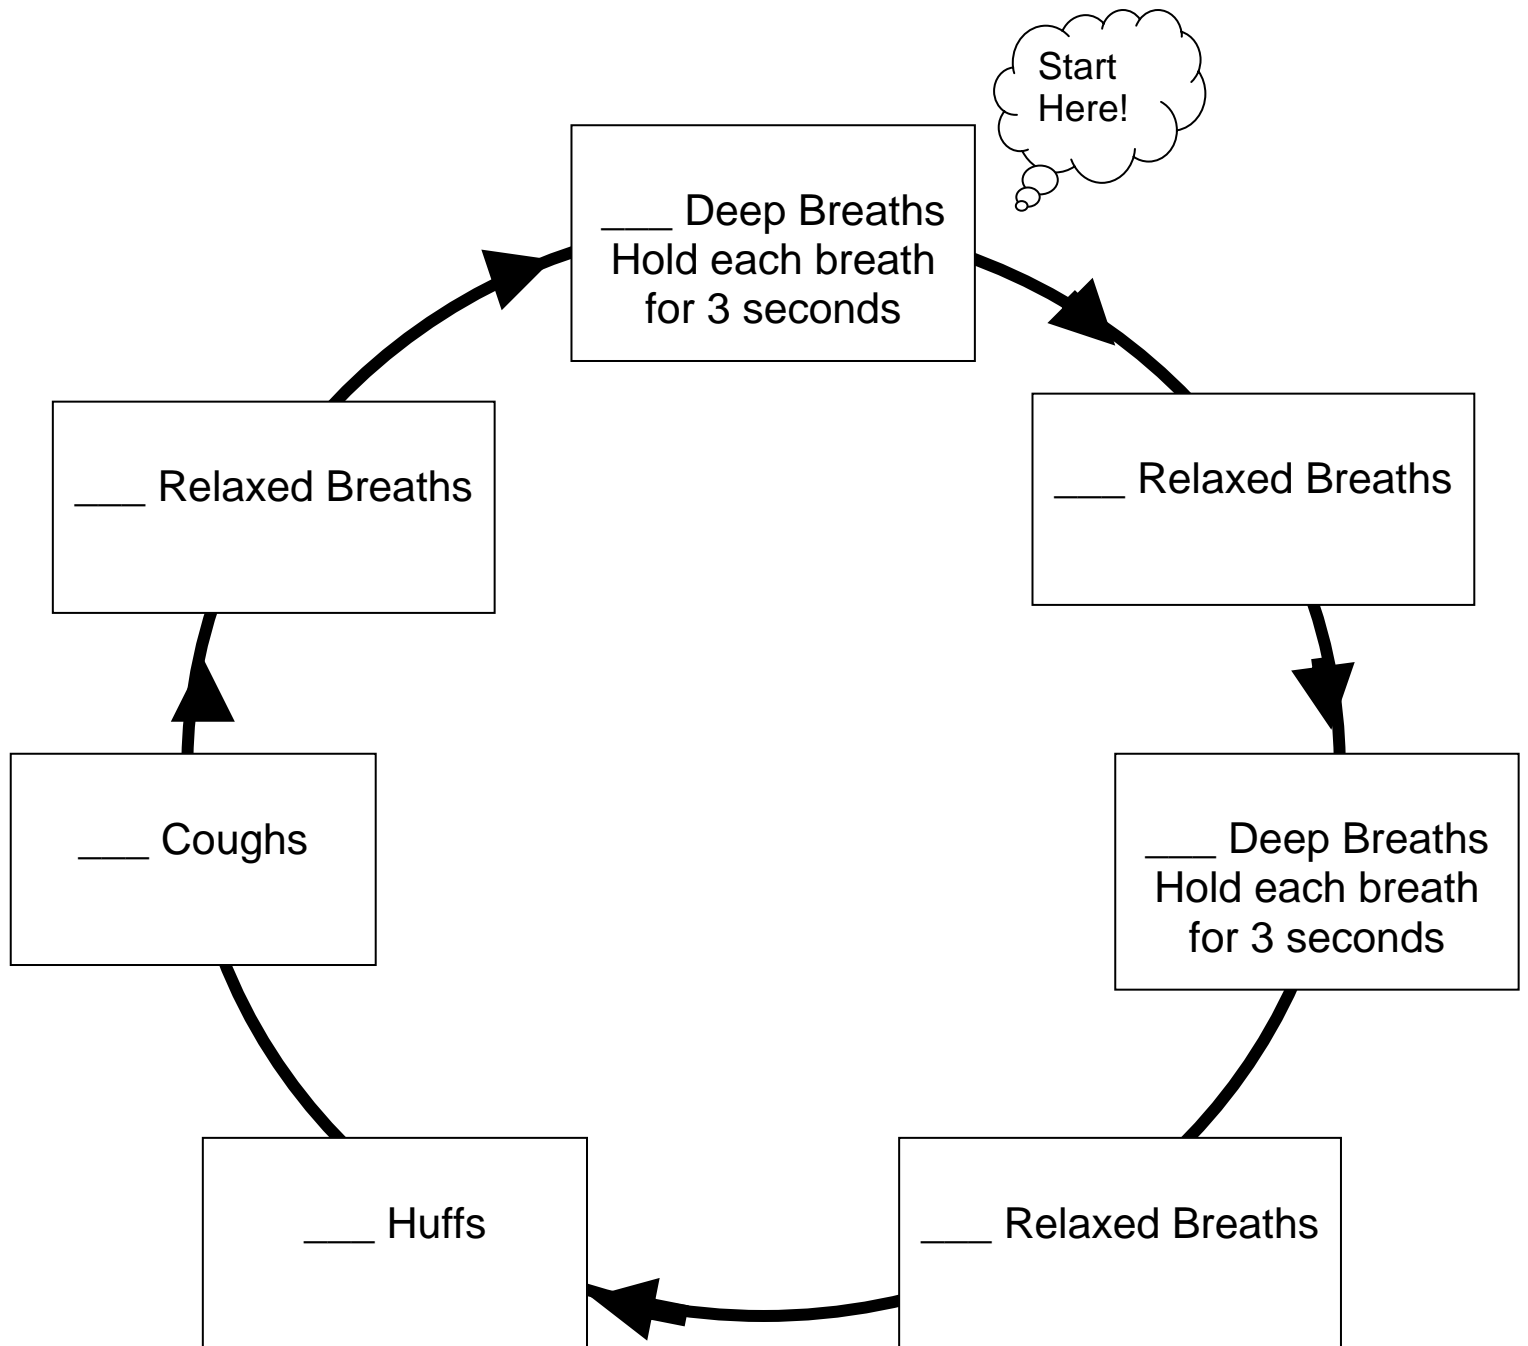 Start
Here!
___ Deep Breaths
Hold each breath
for 3 seconds
___ Relaxed Breaths
___ Deep Breaths
Hold each breath
for 3 seconds
___ Relaxed Breaths
___ Huffs
___ Coughs
___ Relaxed Breaths